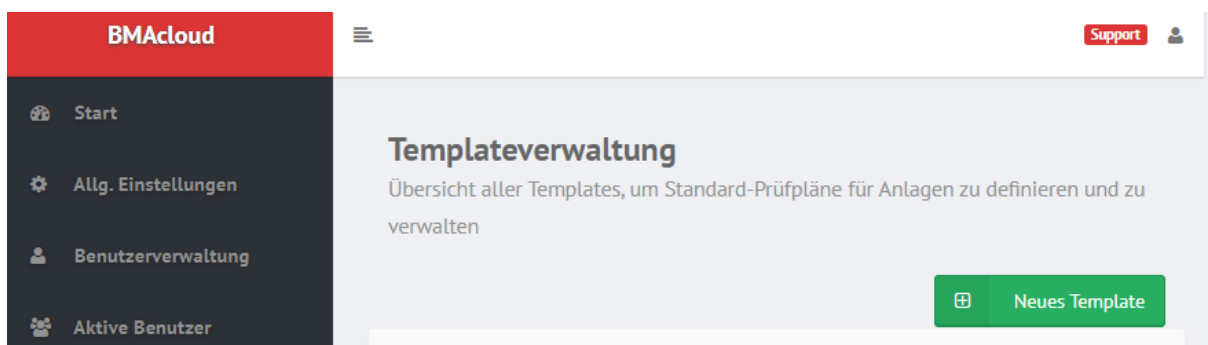 BMAcloud
Support
Start
Allg. Einstellungen
Benutzerverwaltung
Aktive Benutzer
Templateverwaltung
Übersicht aller Templates, um Standard-Prüfpläne für Anlagen zu definieren und zu
verwalten
Neues Template